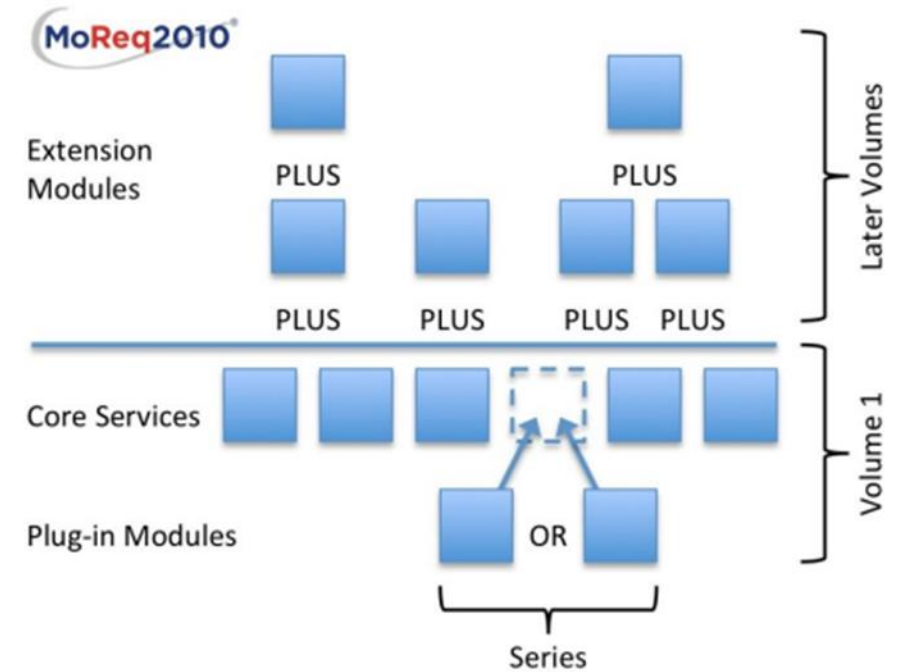 MoReq2010®
Extension
Modules
PLUS PLUS
PLUS PLUS PLUS PLUS
Later Volumes
Core Services
Plug-in Modules OR
Volume 1
Series